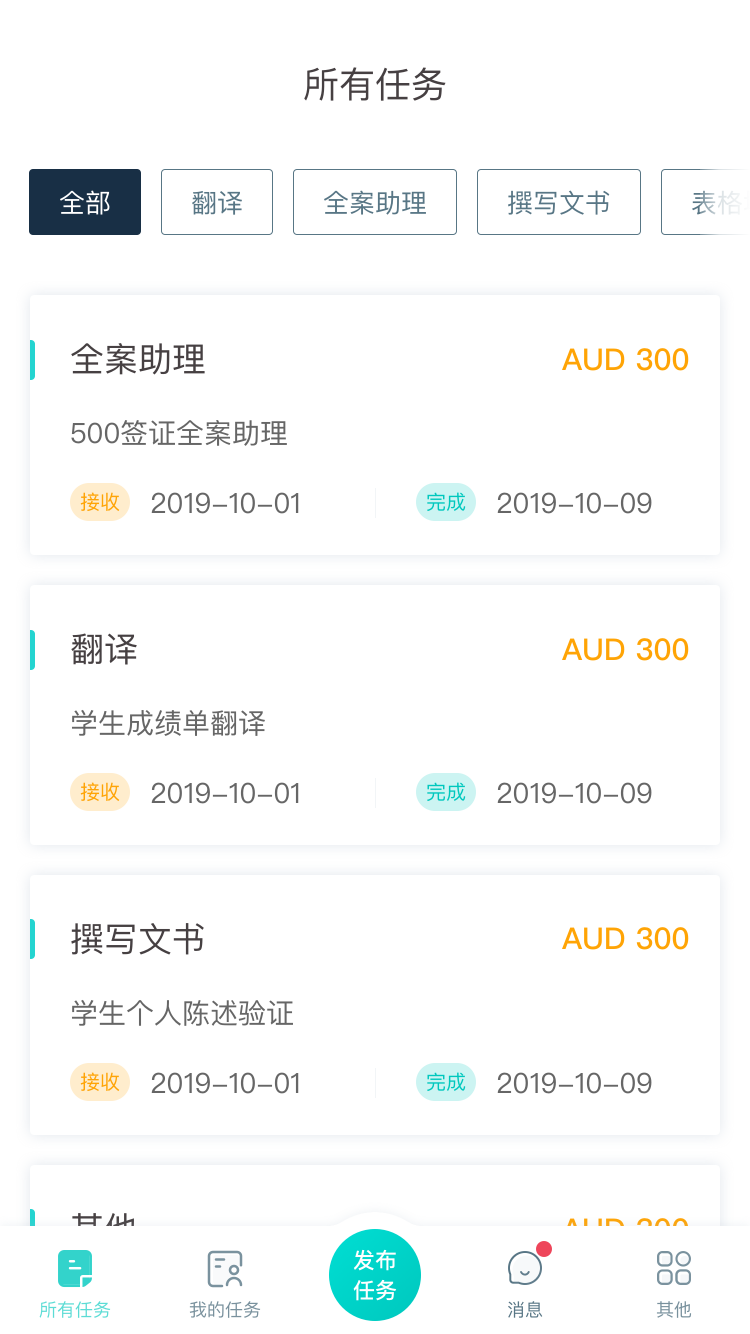 所有任务
全部 翻译 全案助理 撰写文书 表格
全案助理 AUD 300
500签证全案助理
接收 2019-10-01 完成 2019-10-09
翻译 AUD 300
学生成绩单翻译
接收 2019-10-01 完成 2019-10-09
撰写文书 AUD 300
学生个人陈述验证
接收 2019-10-01 完成 2019-10-09
其他 AUD 300
发布
任务
所有任务 我的任务 消息 其他